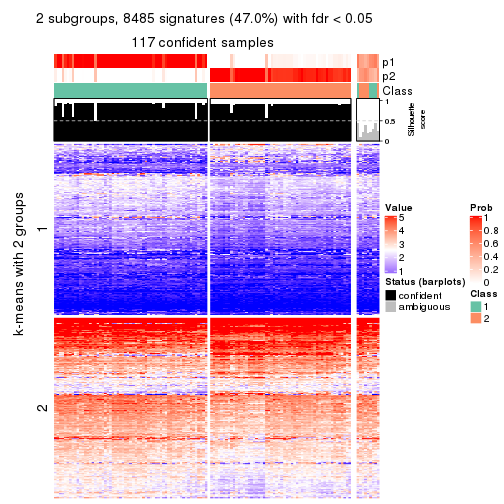 2 subgroups, 8485 signatures (47.0%) with fdr < 0.05
117 confident samples
p1
p2
Class
1
0.5
0
Silhouette
score
k-means with 2 groups
1
2
Value
5
4
3
2
1
Status (barplots)
confident
ambiguous
Prob
1
0.8
0.6
0.4
0.2
0
Class
1
2